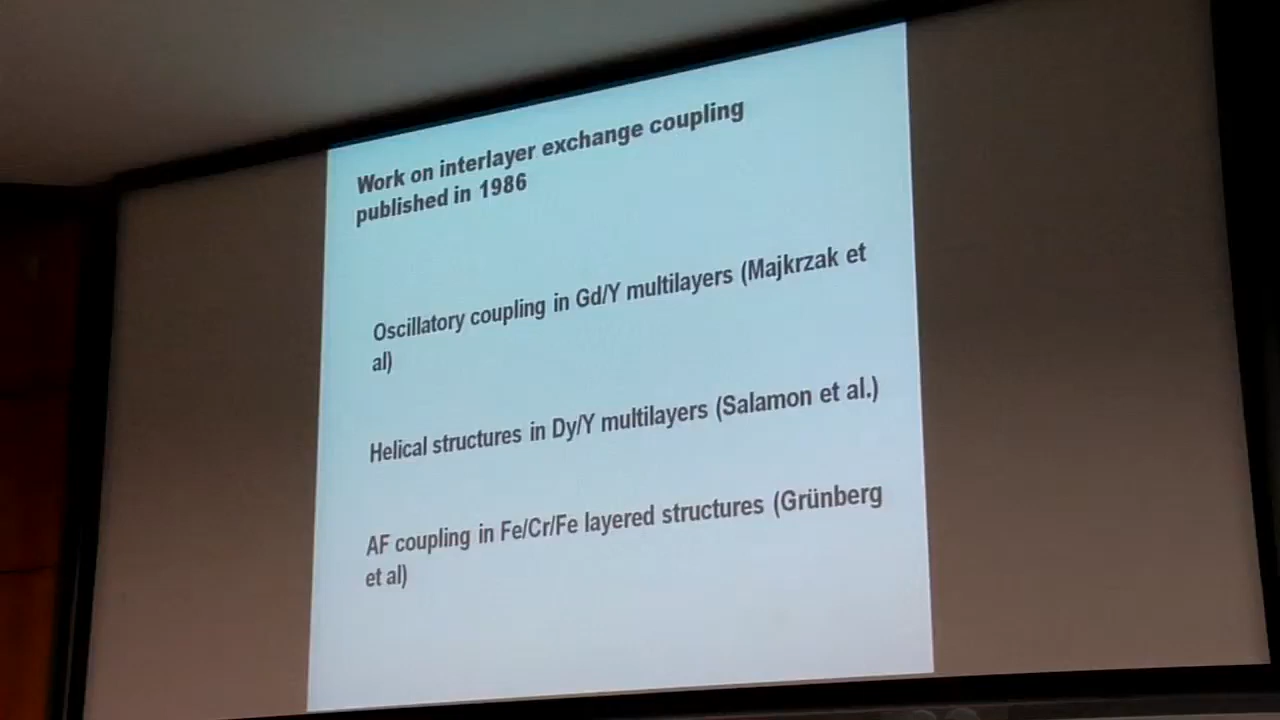 Work on interlayer exchange coupling
published in 1986
Oscillatory coupling in Gd/Y multilayers (Majkrzak et
al)
Helical structures in Dy/Y multilayers (Salamon et al.)
AF coupling in Fe/Cr/Fe layered structures (Grünberg
et al)